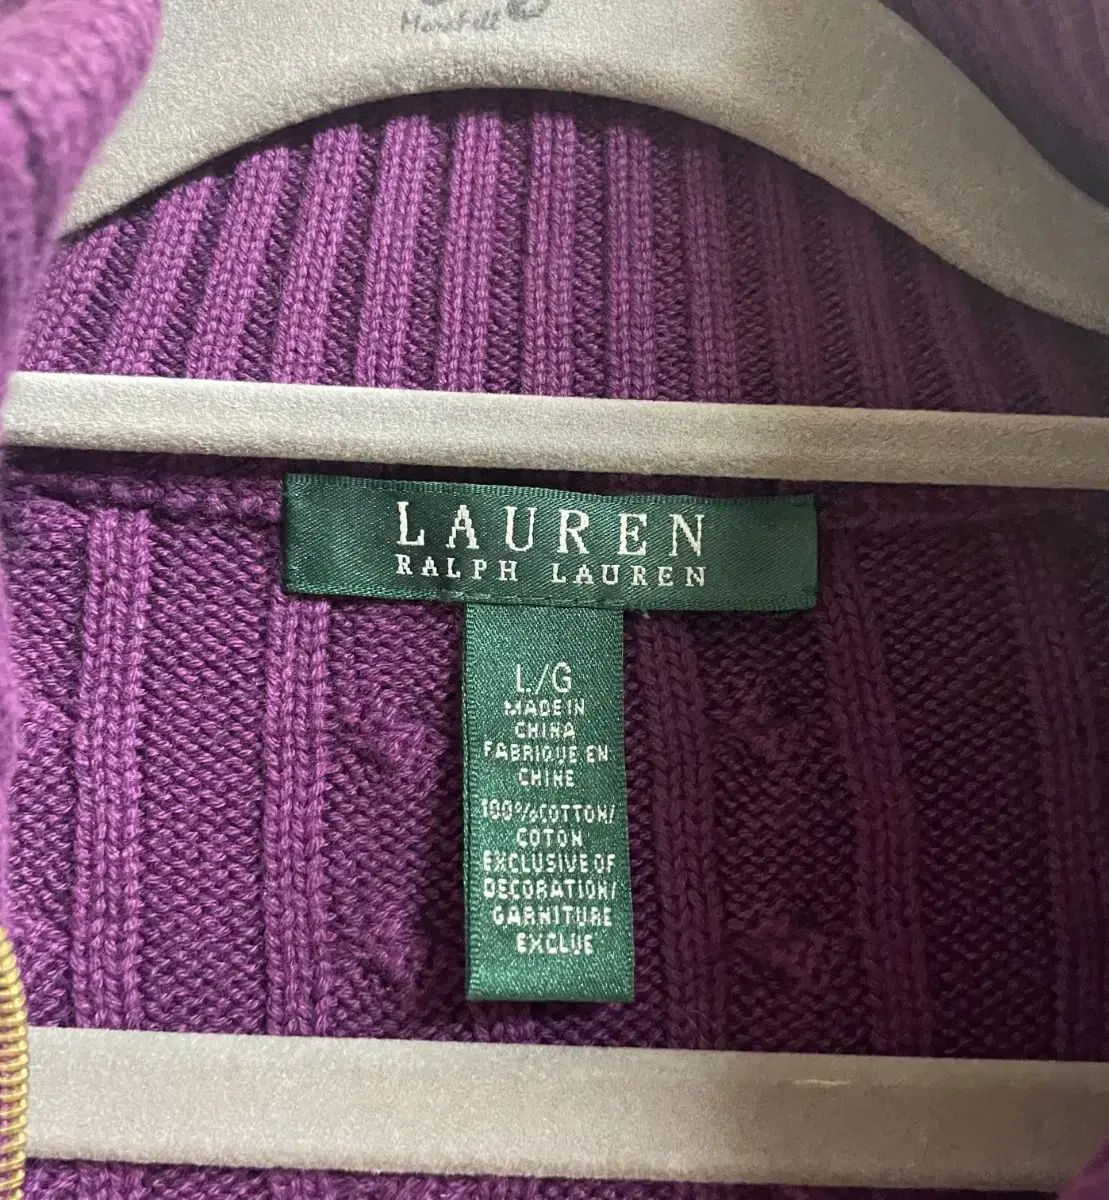 LAUREN
RALPH LAUREN
L/G
MADE IN
CHINA
FABRIQUE EN
CHINE
100% COTTON/
COTON
EXCLUSIVE OF
DECORATION/
GARNITURE
EXCLUE